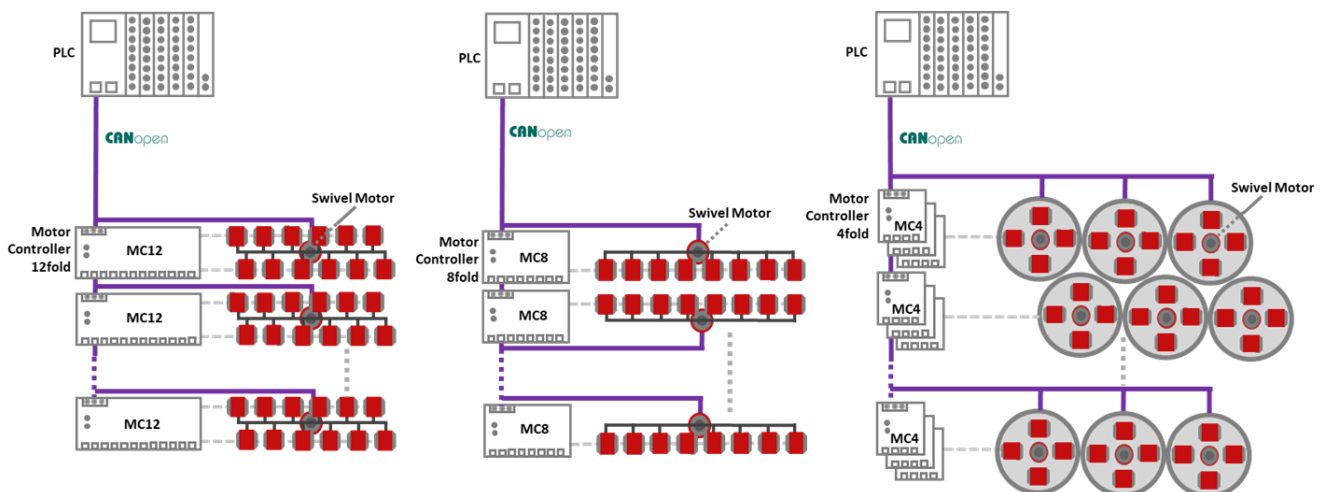 PLC
CANopen
Swivel Motor
Motor
Controller
12fold
MC12
MC12
MC12
PLC
CANopen
Swivel Motor
Motor
Controller
8fold
MC8
MC8
MC8
PLC
CANopen
Swivel Motor
Motor
Controller
4fold
MC4
MC4
MC4